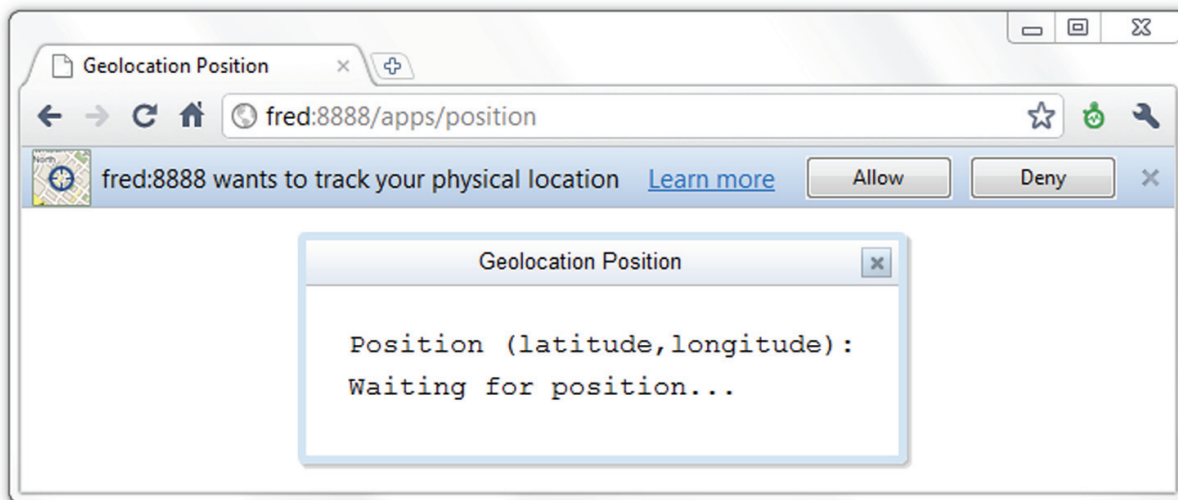 Geolocation Position
fred:8888/apps/position
North
fred:8888 wants to track your physical location Learn more Allow Deny
Geolocation Position
Position (latitude,longitude):
Waiting for position...